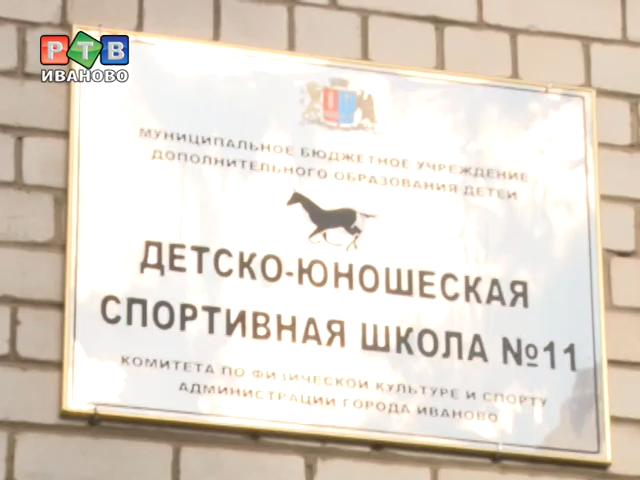 РТВ
ИВАНОВО
МУНИЦИПАЛЬНОЕ БЮДЖЕТНОЕ УЧРЕЖДЕНИЕ
ДОПОЛНИТЕЛЬНОГО ОБРАЗОВАНИЯ ДЕТЕЙ
ДЕТСКО-ЮНОШЕСКАЯ
СПОРТИВНАЯ ШКОЛА №11
КОМИТЕТА ПО ФИЗИЧЕСКОЙ КУЛЬТУРЕ И СПОРТУ
АДМИНИСТРАЦИИ ГОРОДА ИВАНОВО